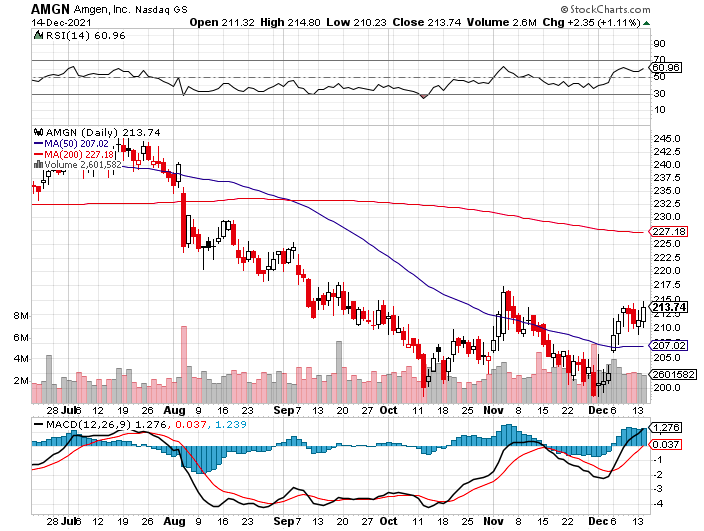 AMGN Amgen, Inc. Nasdaq GS
© StockCharts.com
14-Dec-2021
Open 211.32 High 214.80 Low 210.23 Close 213.74 Volume 2.6M Chg +2.35 (+1.11%)
RSI(14) 60.96
90
70
60.96
50
30
10
AMGN (Daily) 213.74
MA(50) 207.02
MA(200) 227.18
Volume 2,601,582
245.0
242.5
240.0
237.5
235.0
232.5
230.0
227.18
225.0
222.5
220.0
217.5
215.0
213.74
210.0
207.02
205.0
2601582
200.0
8M
6M
4M
2M
28 Jul 6 12 19 26 Aug 9 16 23 Sep 7 13 20 27 Oct 11 18 25 Nov 8 15 22 Dec 6 13
MACD(12,26,9) 1.276, 0.037, 1.239
1.276
0.037
-1
-2
-3
-4
28 Jul 6 12 19 26 Aug 9 16 23 Sep 7 13 20 27 Oct 11 18 25 Nov 8 15 22 Dec 6 13